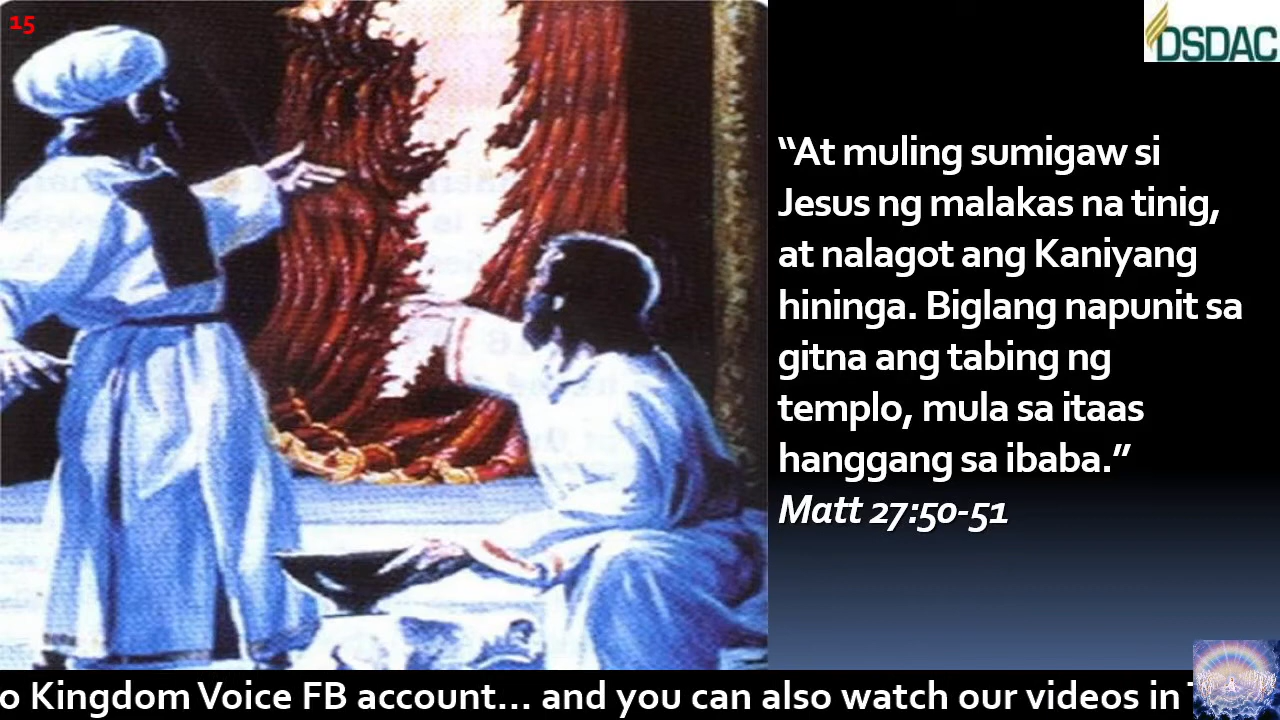 15
DSDAC
“At muling sumigaw si
Jesus ng malakas na tinig,
at nalagot ang Kaniyang
hininga. Biglang napunit sa
gitna ang tabing ng
templo, mula sa itaas
hanggang sa ibaba.”
Matt 27:50-51
o Kingdom Voice FB account... and you can also watch our videos in